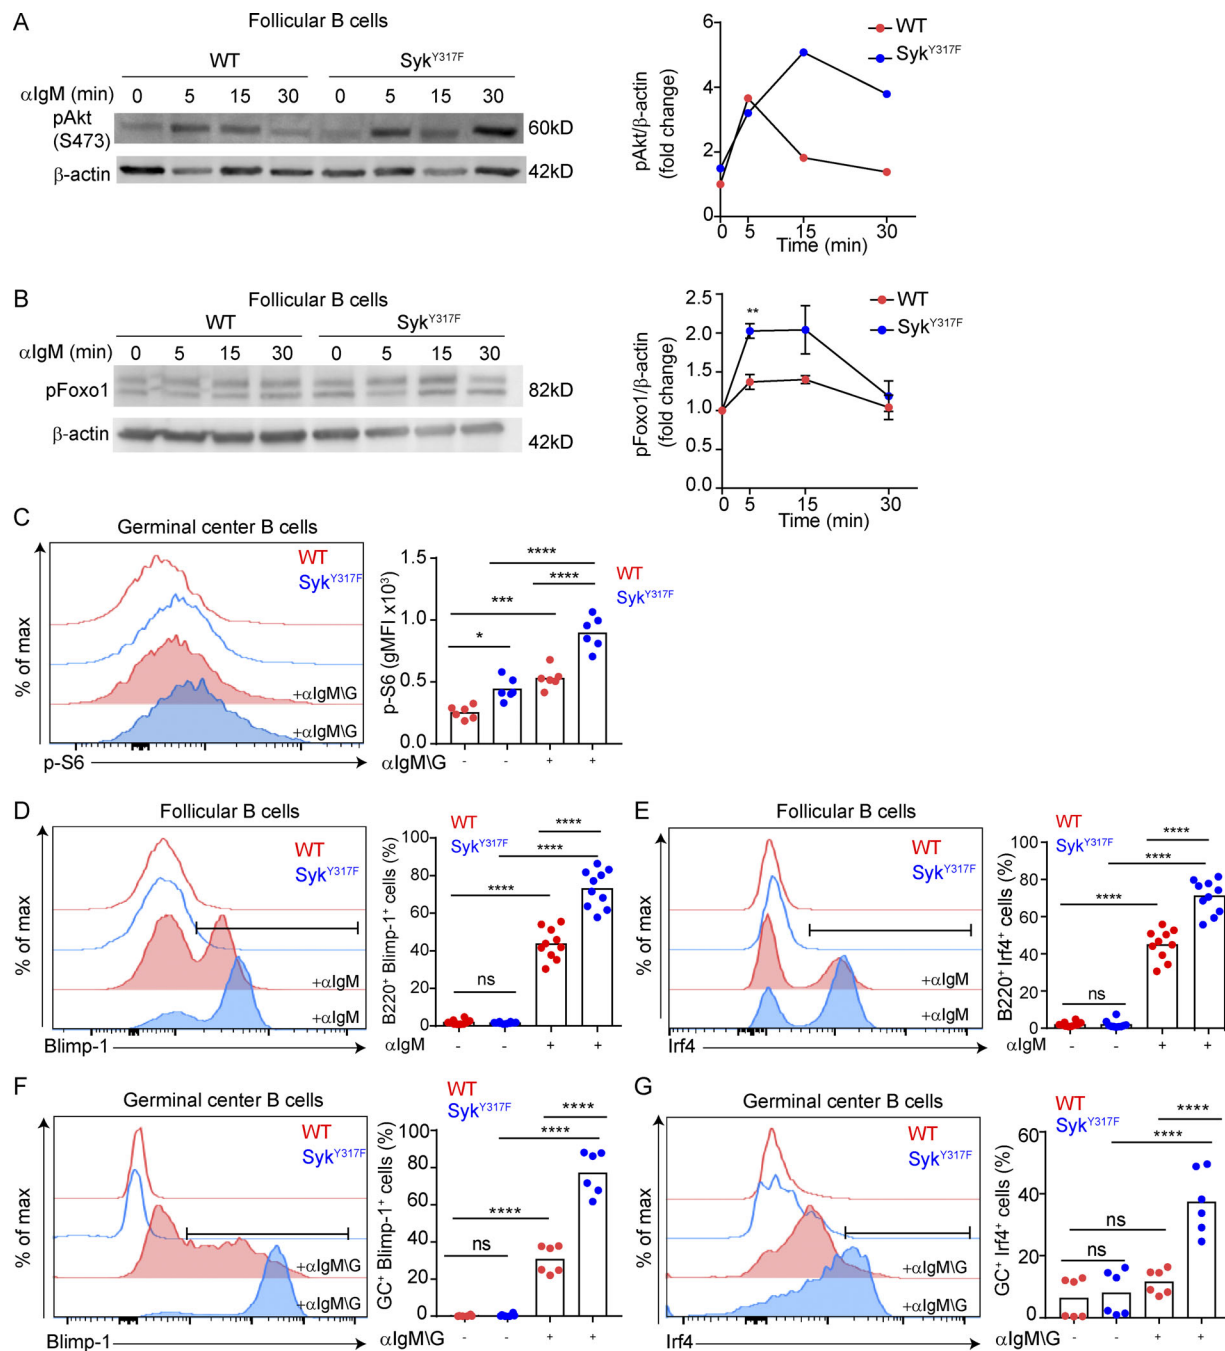 A
Follicular B cells
WT SykY317F
αIgM (min) 0 5 15 30 0 5 15 30
pAkt (S473) 60kD
β-actin 42kD
pAkt/β-actin (fold change)
6
4
2
0
0 5 15 30
Time (min)
WT
SykY317F
B
Follicular B cells
WT SykY317F
αIgM (min) 0 5 15 30 0 5 15 30
pFoxo1 82kD
β-actin 42kD
pFoxo1/β-actin (fold change)
2.5
2.0
1.5
1.0
0.5
0.0
**
0 5 15 30
Time (min)
WT
SykY317F
C
Germinal center B cells
WT
SykY317F
+αIgM\G
+αIgM\G
% of max
p-S6
p-S6 (gMFI x10³)
1.5
1.0
0.5
0.0
****
****
***
*
WT
SykY317F
αIgM\G - - + +
D
Follicular B cells
WT
SykY317F
+αIgM
+αIgM
% of max
Blimp-1
B220⁺ Blimp-1⁺ cells (%)
100
80
60
40
20
0
WT
SykY317F
****
****
****
ns
αIgM - - + +
E
Follicular B cells
WT
SykY317F
+αIgM
+αIgM
% of max
Irf4
B220⁺ Irf4⁺ cells (%)
100
80
60
40
20
0
WT
SykY317F
****
****
****
ns
αIgM - - + +
F
Germinal center B cells
WT
SykY317F
+αIgM\G
+αIgM\G
% of max
Blimp-1
GC⁺ Blimp-1⁺ cells (%)
100
80
60
40
20
0
WT
SykY317F
****
****
****
ns
αIgM\G - - + +
G
Germinal center B cells
WT
SykY317F
+αIgM\G
+αIgM\G
% of max
Irf4
GC⁺ Irf4⁺ cells (%)
60
40
20
0
WT
SykY317F
****
****
ns
ns
αIgM\G - - + +